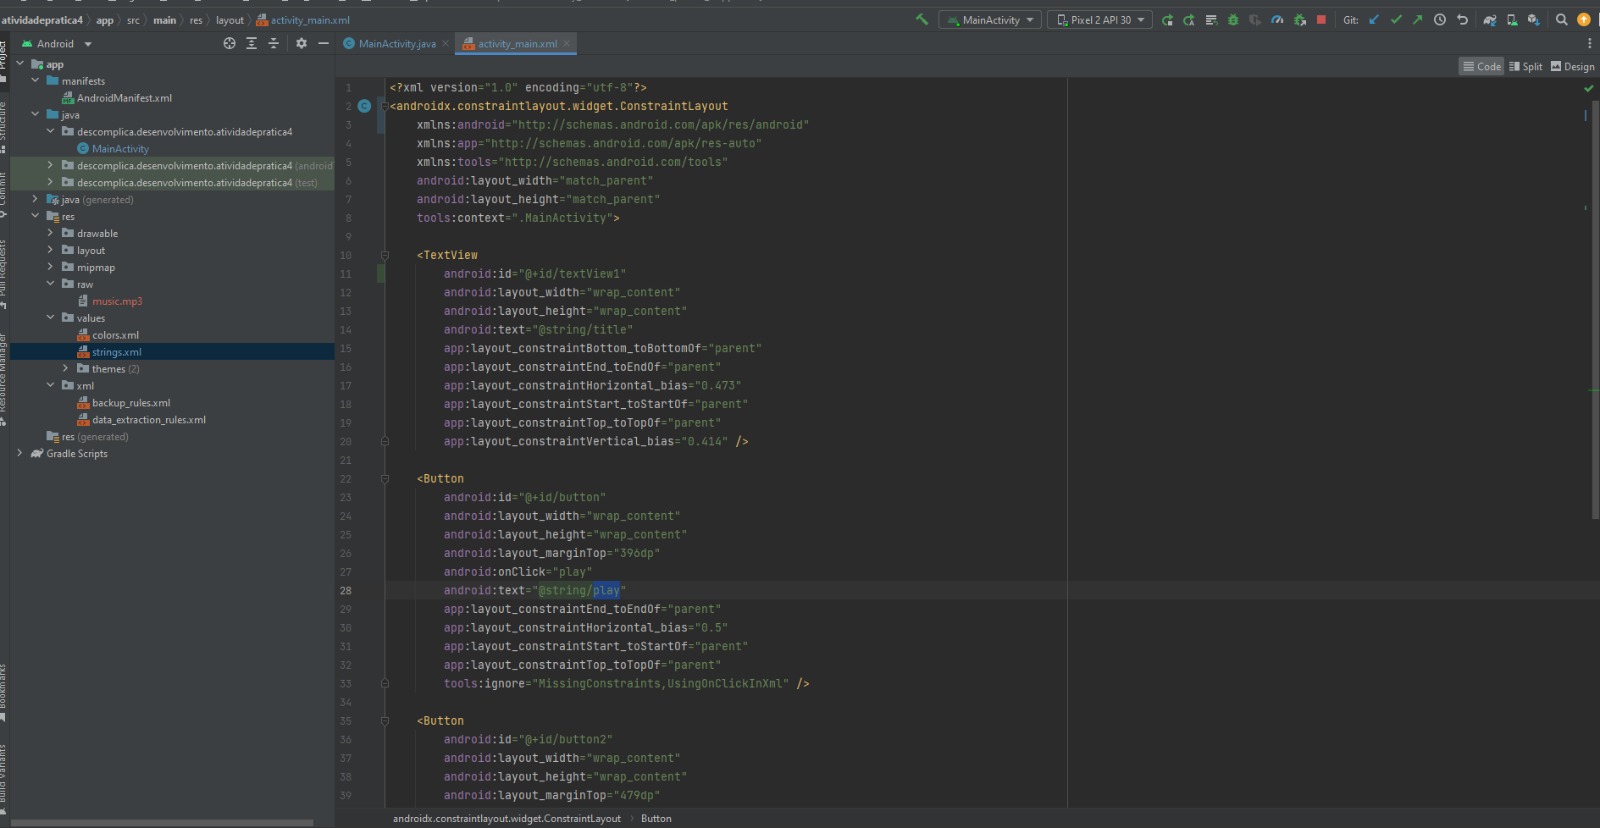 atividadepratica4 app src main res layout activity_main.xml
MainActivity Pixel 2 API 30 Git:
Android
MainActivity.java activity_main.xml
Code Split Design
Project
Structure
Commit
Pull Requests
Resource Manager
Bookmarks
Build Variants
app
manifests
AndroidManifest.xml
java
descomplica.desenvolvimento.atividadepratica4
MainActivity
descomplica.desenvolvimento.atividadepratica4 (android
descomplica.desenvolvimento.atividadepratica4 (test)
java (generated)
res
drawable
layout
mipmap
raw
music.mp3
values
colors.xml
strings.xml
themes (2)
xml
backup_rules.xml
data_extraction_rules.xml
res (generated)
Gradle Scripts
1 <?xml version="1.0" encoding="utf-8"?>
2 <androidx.constraintlayout.widget.ConstraintLayout
3 xmlns:android="http://schemas.android.com/apk/res/android"
4 xmlns:app="http://schemas.android.com/apk/res-auto"
5 xmlns:tools="http://schemas.android.com/tools"
6 android:layout_width="match_parent"
7 android:layout_height="match_parent"
8 tools:context=".MainActivity">
9
10 <TextView
11 android:id="@+id/textView1"
12 android:layout_width="wrap_content"
13 android:layout_height="wrap_content"
14 android:text="@string/title"
15 app:layout_constraintBottom_toBottomOf="parent"
16 app:layout_constraintEnd_toEndOf="parent"
17 app:layout_constraintHorizontal_bias="0.473"
18 app:layout_constraintStart_toStartOf="parent"
19 app:layout_constraintTop_toTopOf="parent"
20 app:layout_constraintVertical_bias="0.414" />
21
22 <Button
23 android:id="@+id/button"
24 android:layout_width="wrap_content"
25 android:layout_height="wrap_content"
26 android:layout_marginTop="396dp"
27 android:onClick="play"
28 android:text="@string/play"
29 app:layout_constraintEnd_toEndOf="parent"
30 app:layout_constraintHorizontal_bias="0.5"
31 app:layout_constraintStart_toStartOf="parent"
32 app:layout_constraintTop_toTopOf="parent"
33 tools:ignore="MissingConstraints,UsingOnClickInXml" />
34
35 <Button
36 android:id="@+id/button2"
37 android:layout_width="wrap_content"
38 android:layout_height="wrap_content"
39 android:layout_marginTop="479dp"
androidx.constraintlayout.widget.ConstraintLayout Button